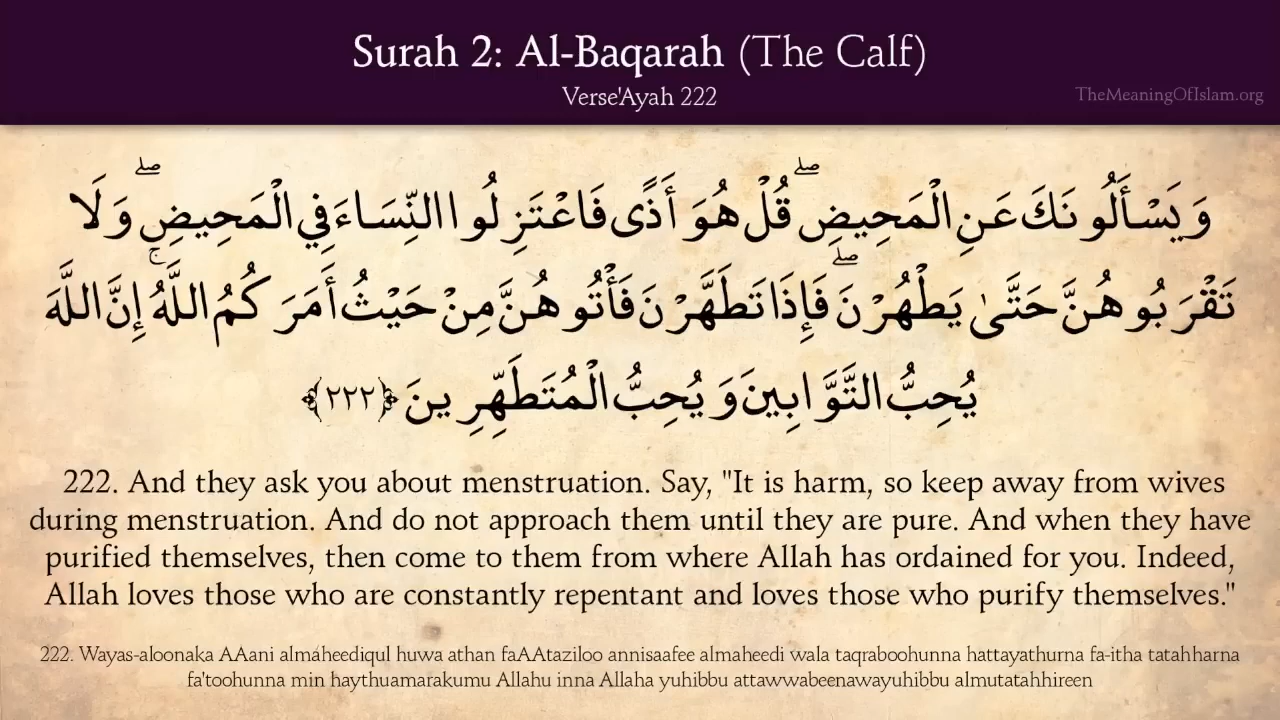 Surah 2: Al-Baqarah (The Calf)
Verse'Ayah 222
TheMeaningOfIslam.org
وَيَسْأَلُونَكَ عَنِ الْمَحِيضِ ۖ قُلْ هُوَ أَذًى فَاعْتَزِلُوا النِّسَاءَ فِي الْمَحِيضِ ۖ وَلَا
تَقْرَبُوهُنَّ حَتَّىٰ يَطْهُرْنَ ۖ فَإِذَا تَطَهَّرْنَ فَأْتُوهُنَّ مِنْ حَيْثُ أَمَرَكُمُ اللَّهُ ۚ إِنَّ اللَّهَ
يُحِبُّ التَّوَّابِينَ وَيُحِبُّ الْمُتَطَهِّرِينَ ﴿٢٢٢﴾
222. And they ask you about menstruation. Say, "It is harm, so keep away from wives
during menstruation. And do not approach them until they are pure. And when they have
purified themselves, then come to them from where Allah has ordained for you. Indeed,
Allah loves those who are constantly repentant and loves those who purify themselves."
222. Wayas-aloonaka AAani almaheediqul huwa athan faAAtaziloo annisaafee almaheedi wala taqraboohunna hattayathurna fa-itha tatahharna
fa'toohunna min haythuamarakumu Allahu inna Allaha yuhibbu attawwabeenawayuhibbu almutatahhireen